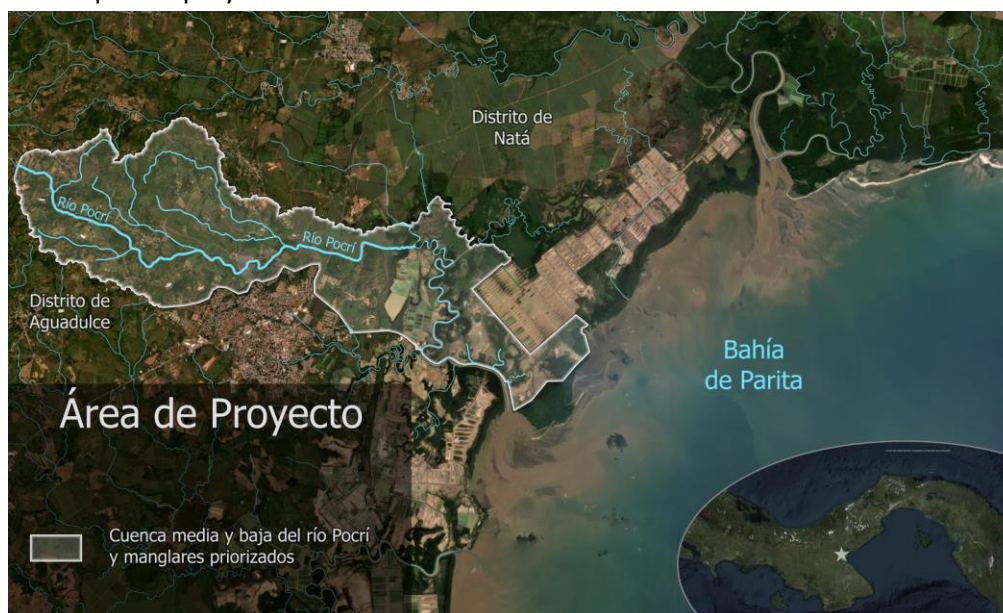 Distrito de
Natá
Río Pocrí
Río Pocrí
Distrito de
Aguadulce
Bahía
de Parita
Área de Proyecto
Cuenca media y baja del río Pocrí
y manglares priorizados